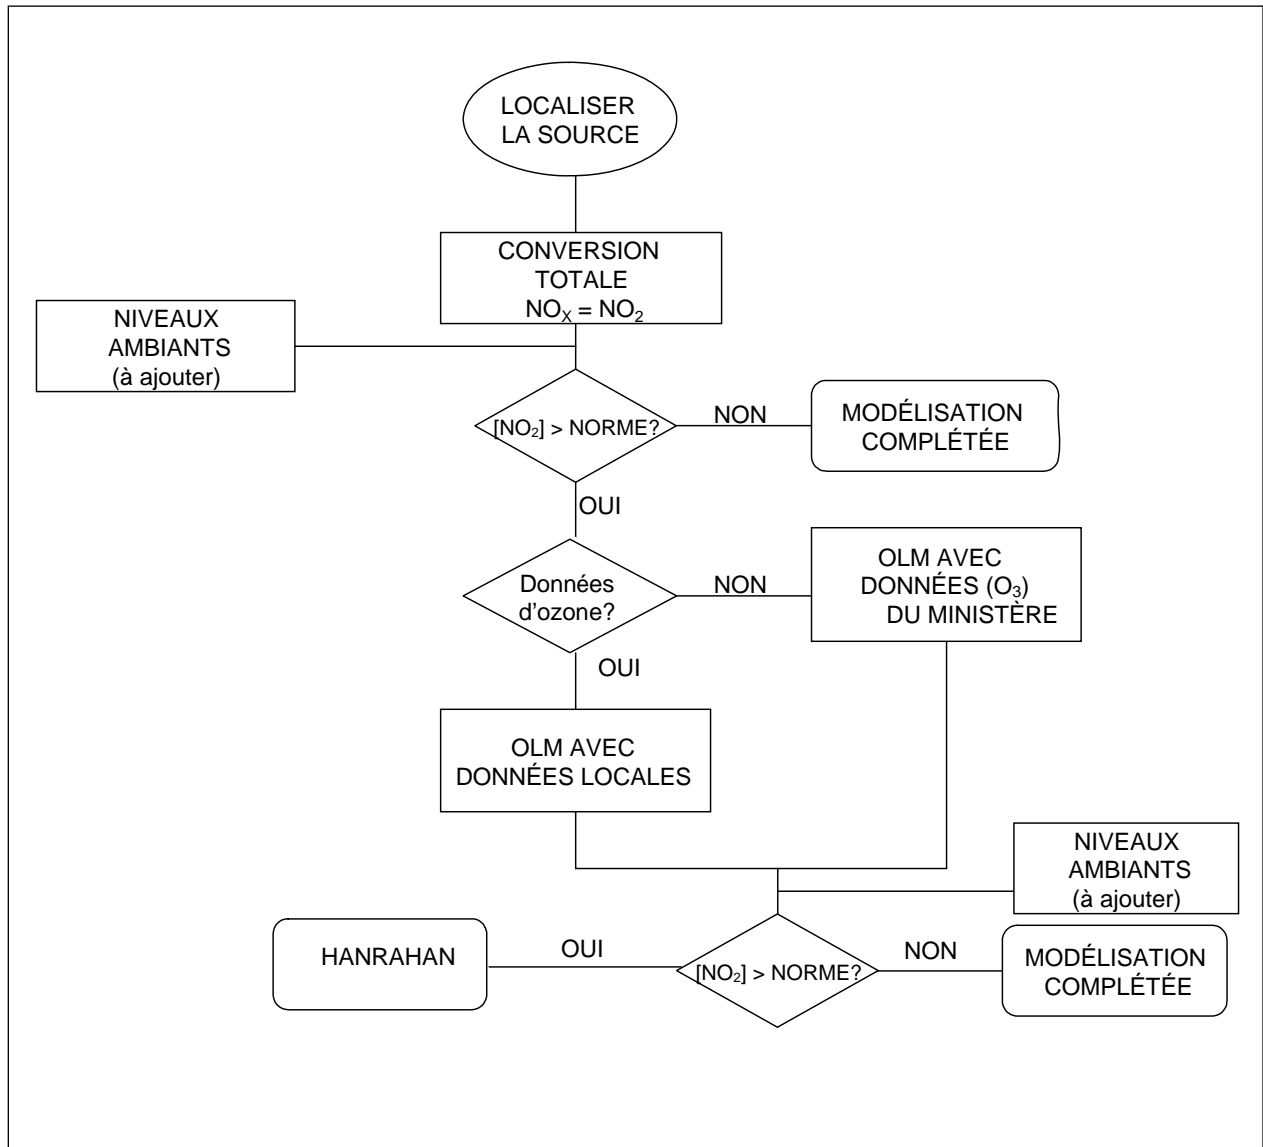 LOCALISER
LA SOURCE
CONVERSION
TOTALE
NOX = NO2
NIVEAUX
AMBIANTS
(à ajouter)
[NO2] > NORME?
NON
MODÉLISATION
COMPLÉTÉE
OUI
Données
d'ozone?
NON
OLM AVEC
DONNÉES (O3)
DU MINISTÈRE
OUI
OLM AVEC
DONNÉES LOCALES
NIVEAUX
AMBIANTS
(à ajouter)
HANRAHAN
OUI
[NO2] > NORME?
NON
MODÉLISATION
COMPLÉTÉE